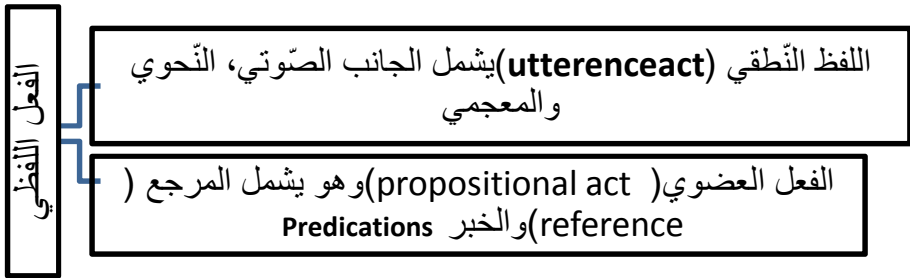 الفعل اللفظي
اللفظ النّطقي (utterenceact)يشمل الجانب الصّوتي، النّحوي
والمعجمي
الفعل العضوي( propositional act)وهو يشمل المرجع (
reference)والخبر Predications